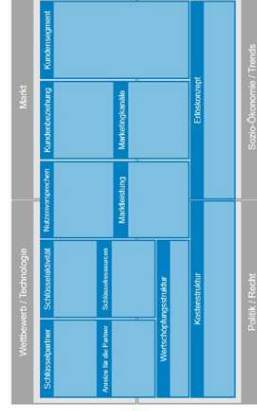 Wettbewerb / Technologie
Markt
Schlüsselpartner
Schlüsselaktivität
Nutzenversprechen
Kundenbeziehung
Kundensegment
Anreize für die Partner
Schlüsselressourcen
Marktleistung
Marketingkanäle
Wertschöpfungsstruktur
Kostenstruktur
Erlöskonzept
Politik / Recht
Sozio-Ökonomie / Trends